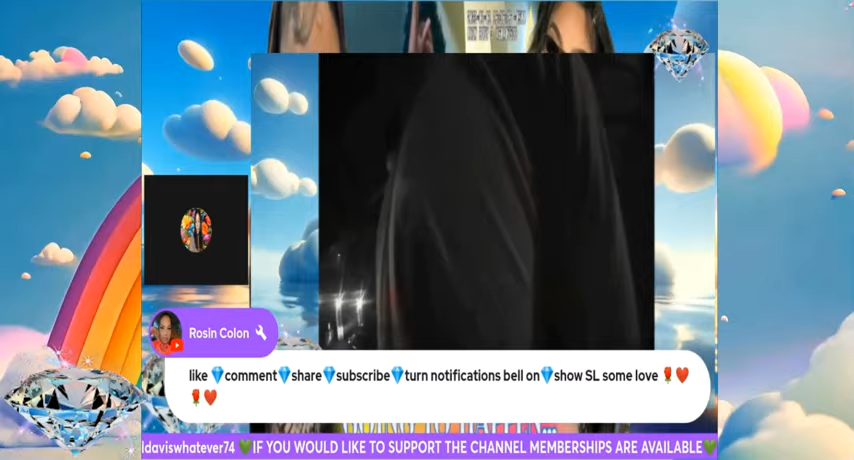 Rosin Colon
like 💎comment💎share💎subscribe💎turn notifications bell on💎show SL some love 🌹❤️
🌹❤️
ldaviswhatever74 💚IF YOU WOULD LIKE TO SUPPORT THE CHANNEL MEMBERSHIPS ARE AVAILABLE💚